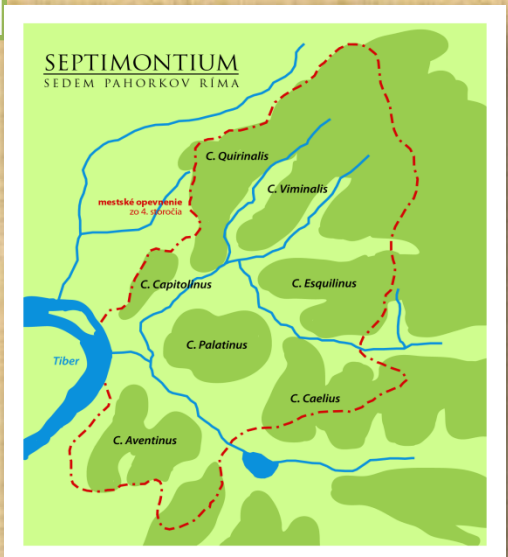 SEPTIMONTIUM
SEDEM PAHORKOV RÍMA
C. Quirinalis
C. Viminalis
mestské opevnenie
zo 4. storočia
C. Capitolinus
C. Esquilinus
C. Palatinus
Tiber
C. Caelius
C. Aventinus